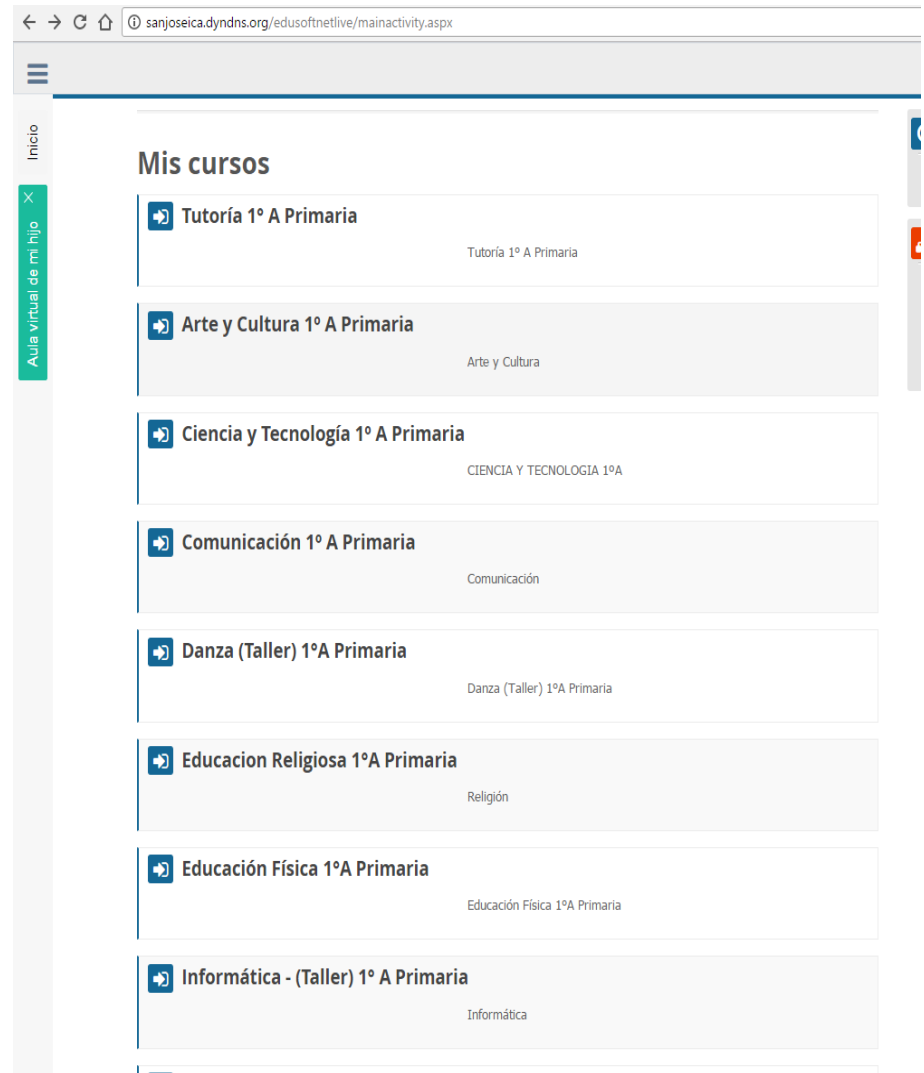 sanjoseica.dyndns.org/edusoftnetlive/mainactivity.aspx
Inicio
Aula virtual de mi hijo X
Mis cursos
Tutoría 1º A Primaria
Tutoría 1º A Primaria
Arte y Cultura 1º A Primaria
Arte y Cultura
Ciencia y Tecnología 1º A Primaria
CIENCIA Y TECNOLOGIA 1ºA
Comunicación 1º A Primaria
Comunicación
Danza (Taller) 1ºA Primaria
Danza (Taller) 1ºA Primaria
Educacion Religiosa 1ºA Primaria
Religión
Educación Física 1ºA Primaria
Educación Física 1ºA Primaria
Informática - (Taller) 1º A Primaria
Informática